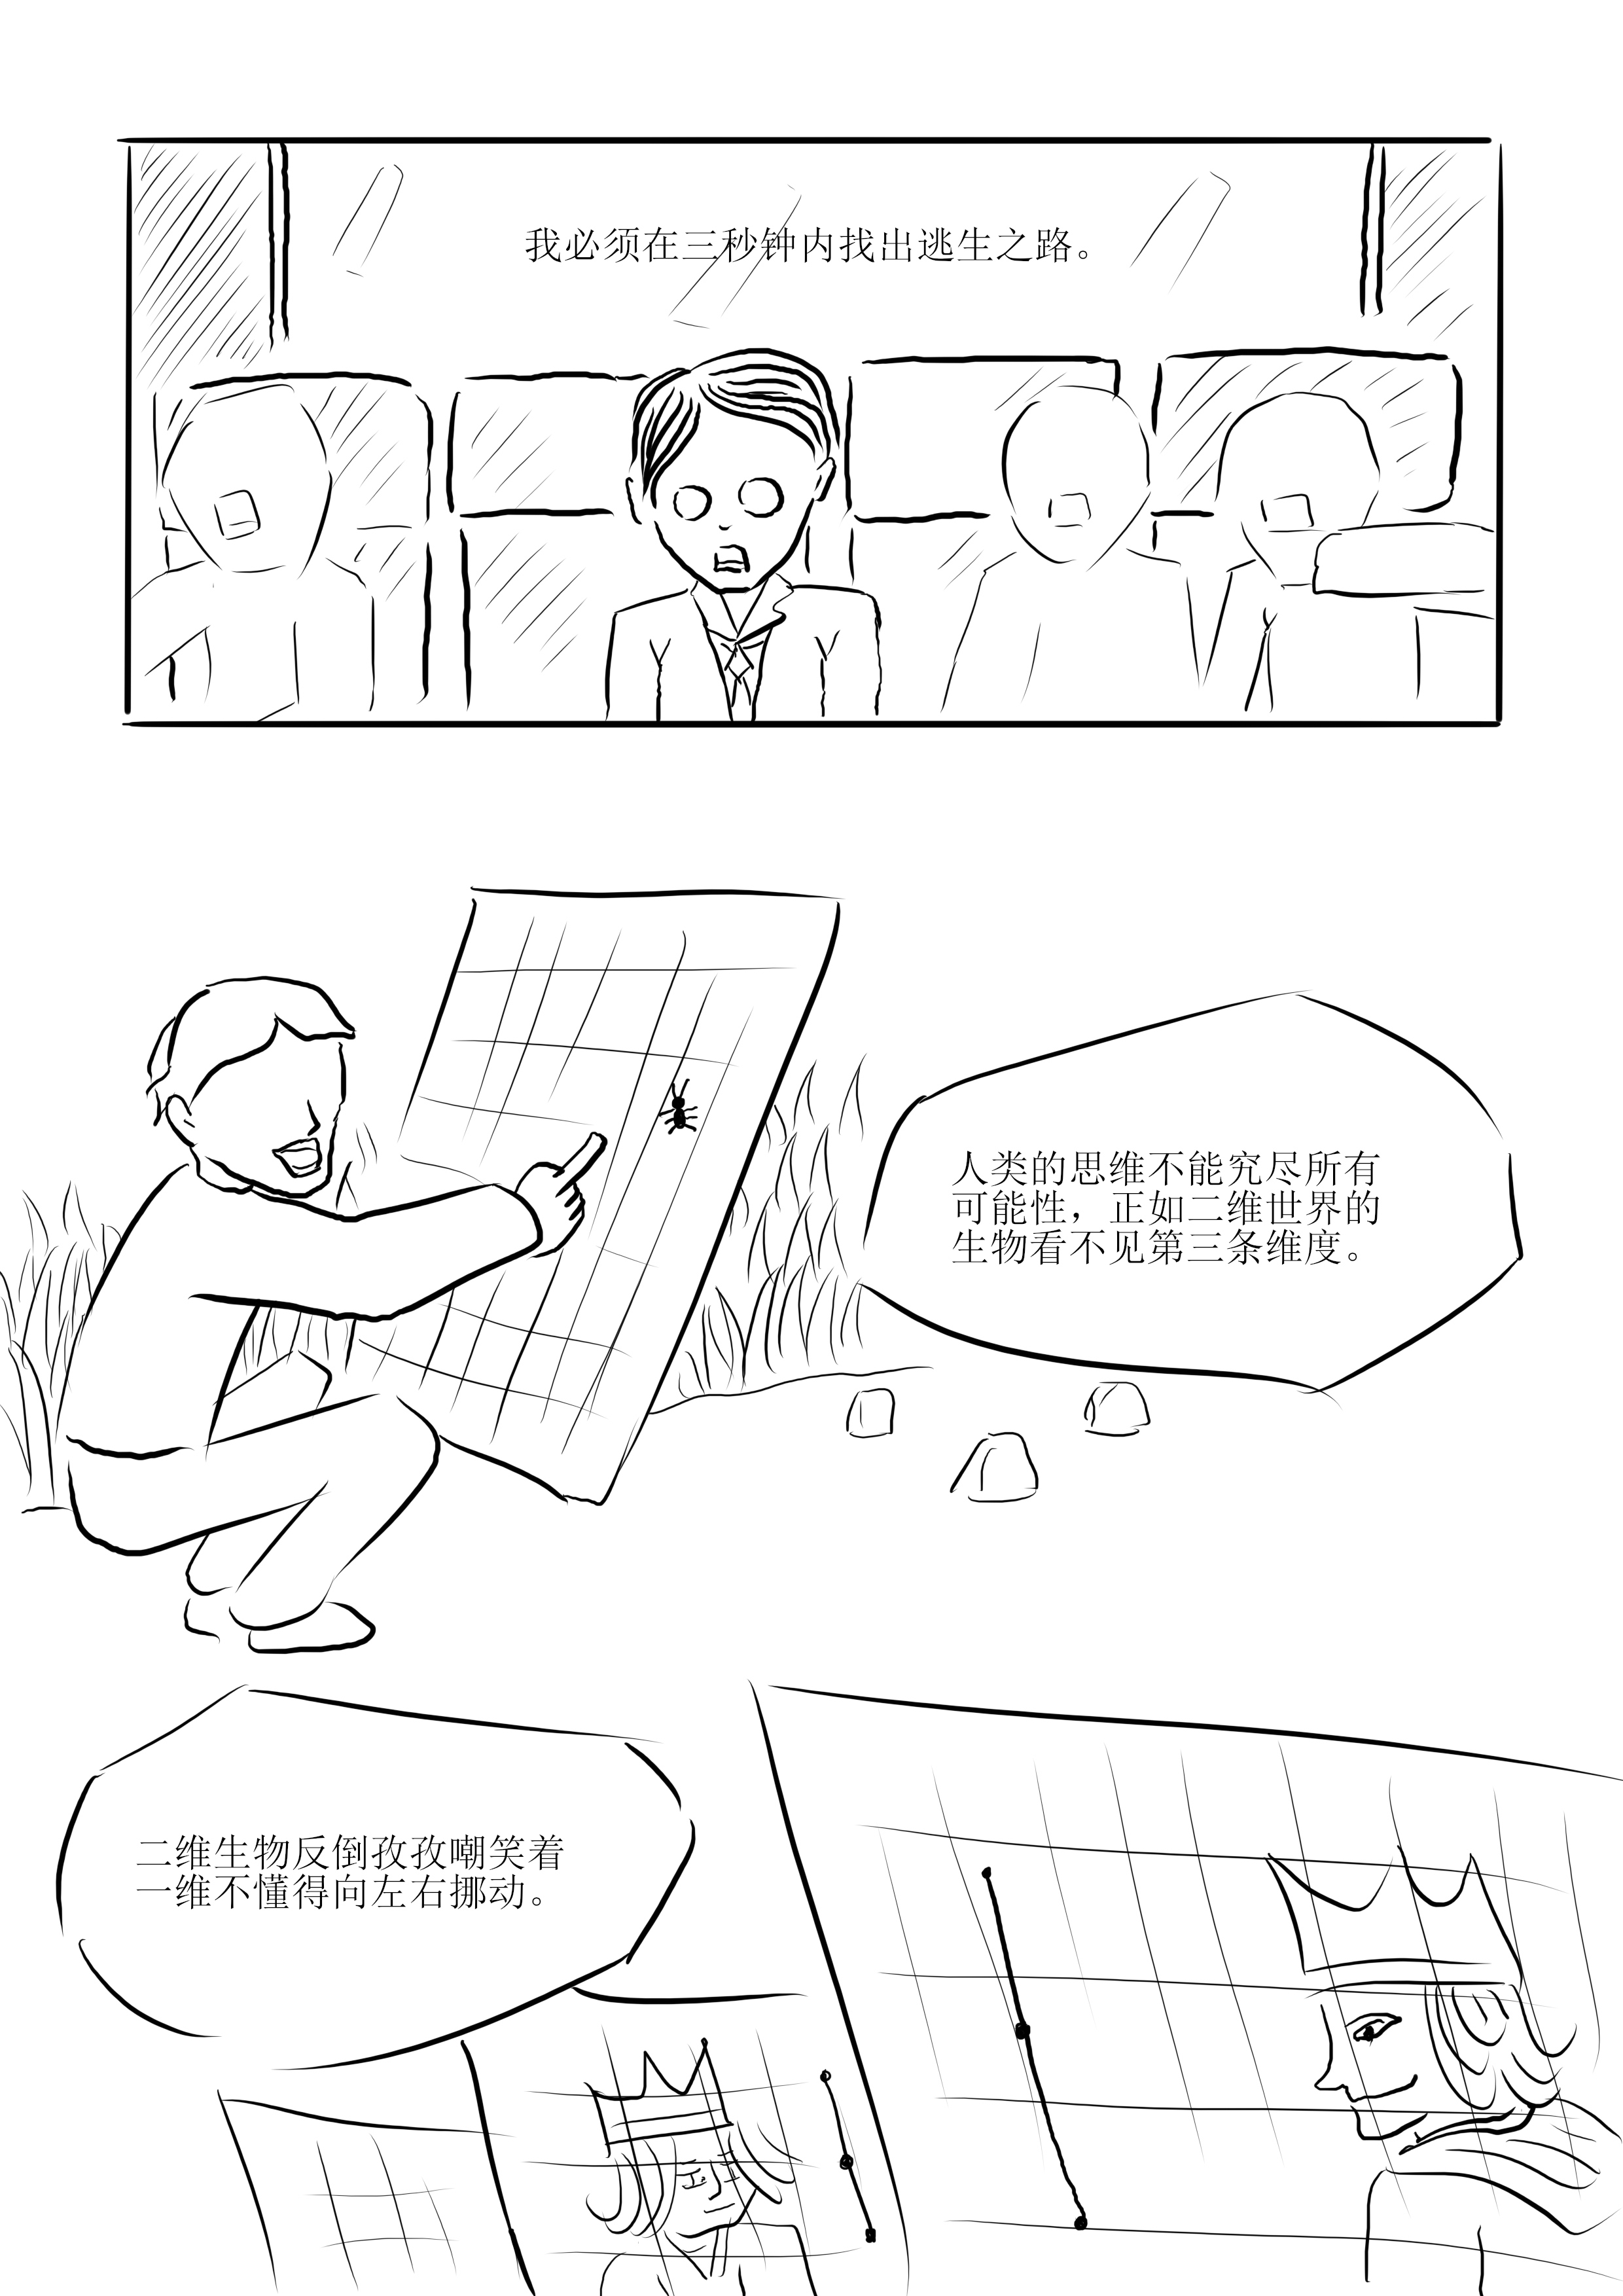 我必须在三秒钟内找出逃生之路。
人类的思维不能究尽所有
可能性，正如二维世界的
生物看不见第三条维度。
二维生物反倒孜孜嘲笑着
一维不懂得向左右挪动。